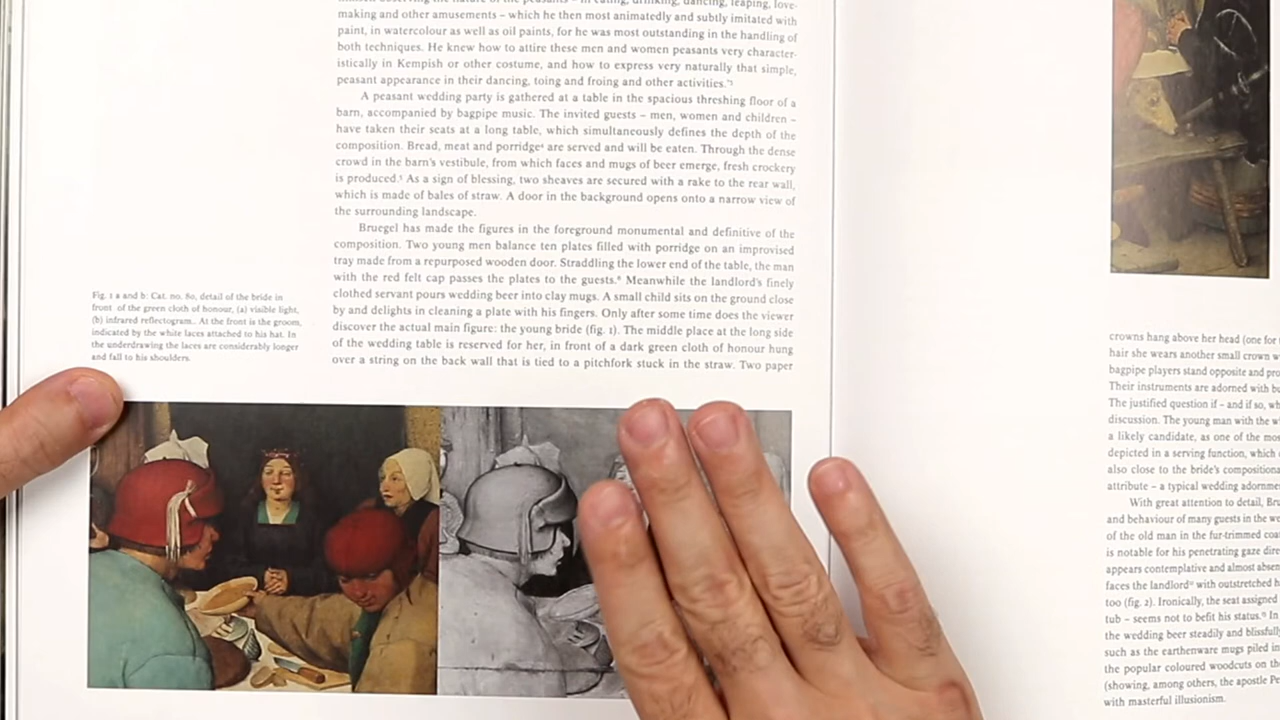 making and other amusements – which he then most animatedly and subtly imitated with
paint, in watercolour as well as oil paints, for he was most outstanding in the handling of
both techniques. He knew how to attire these men and women peasants very character-
istically in Kempish or other costume, and how to express very naturally that simple,
peasant appearance in their dancing, toing and froing and other activities.'³
A peasant wedding party is gathered at a table in the spacious threshing floor of a
barn, accompanied by bagpipe music. The invited guests – men, women and children –
have taken their seats at a long table, which simultaneously defines the depth of the
composition. Bread, meat and porridge⁴ are served and will be eaten. Through the dense
crowd in the barn's vestibule, from which faces and mugs of beer emerge, fresh crockery
is produced.⁵ As a sign of blessing, two sheaves are secured with a rake to the rear wall,
which is made of bales of straw. A door in the background opens onto a narrow view of
the surrounding landscape.
Bruegel has made the figures in the foreground monumental and definitive of the
composition. Two young men balance ten plates filled with porridge on an improvised
tray made from a repurposed wooden door. Straddling the lower end of the table, the man
with the red felt cap passes the plates to the guests.⁶ Meanwhile the landlord's finely
clothed servant pours wedding beer into clay mugs. A small child sits on the ground close
by and delights in cleaning a plate with his fingers. Only after some time does the viewer
discover the actual main figure: the young bride (fig. 1). The middle place at the long side
of the wedding table is reserved for her, in front of a dark green cloth of honour hung
over a string on the back wall that is tied to a pitchfork stuck in the straw. Two paper
Fig. 1 a and b: Cat. no. 80, detail of the bride in
front of the green cloth of honour, (a) visible light,
(b) infrared reflectogram.. At the front is the groom,
indicated by the white laces attached to his hat. In
the underdrawing the laces are considerably longer
and fall to his shoulders.
crowns hang above her head (one for
hair she wears another small crown
bagpipe players stand opposite and
Their instruments are adorned with
The justified question if – and if so,
discussion. The young man with the
a likely candidate, as one of the
depicted in a serving function, which
also close to the bride's
attribute – a typical wedding
With great attention to detail,
and behaviour of many guests in the
of the old man in the fur-trimmed
is notable for his penetrating gaze
appears contemplative and almost
faces the landlord with outstretched
too (fig. 2). Ironically, the seat assigned
tub – seems not to befit his status. In
the wedding beer steadily and
such as the earthenware mugs piled
the popular coloured woodcuts on
(showing, among others, the apostle
with masterful illusionism.